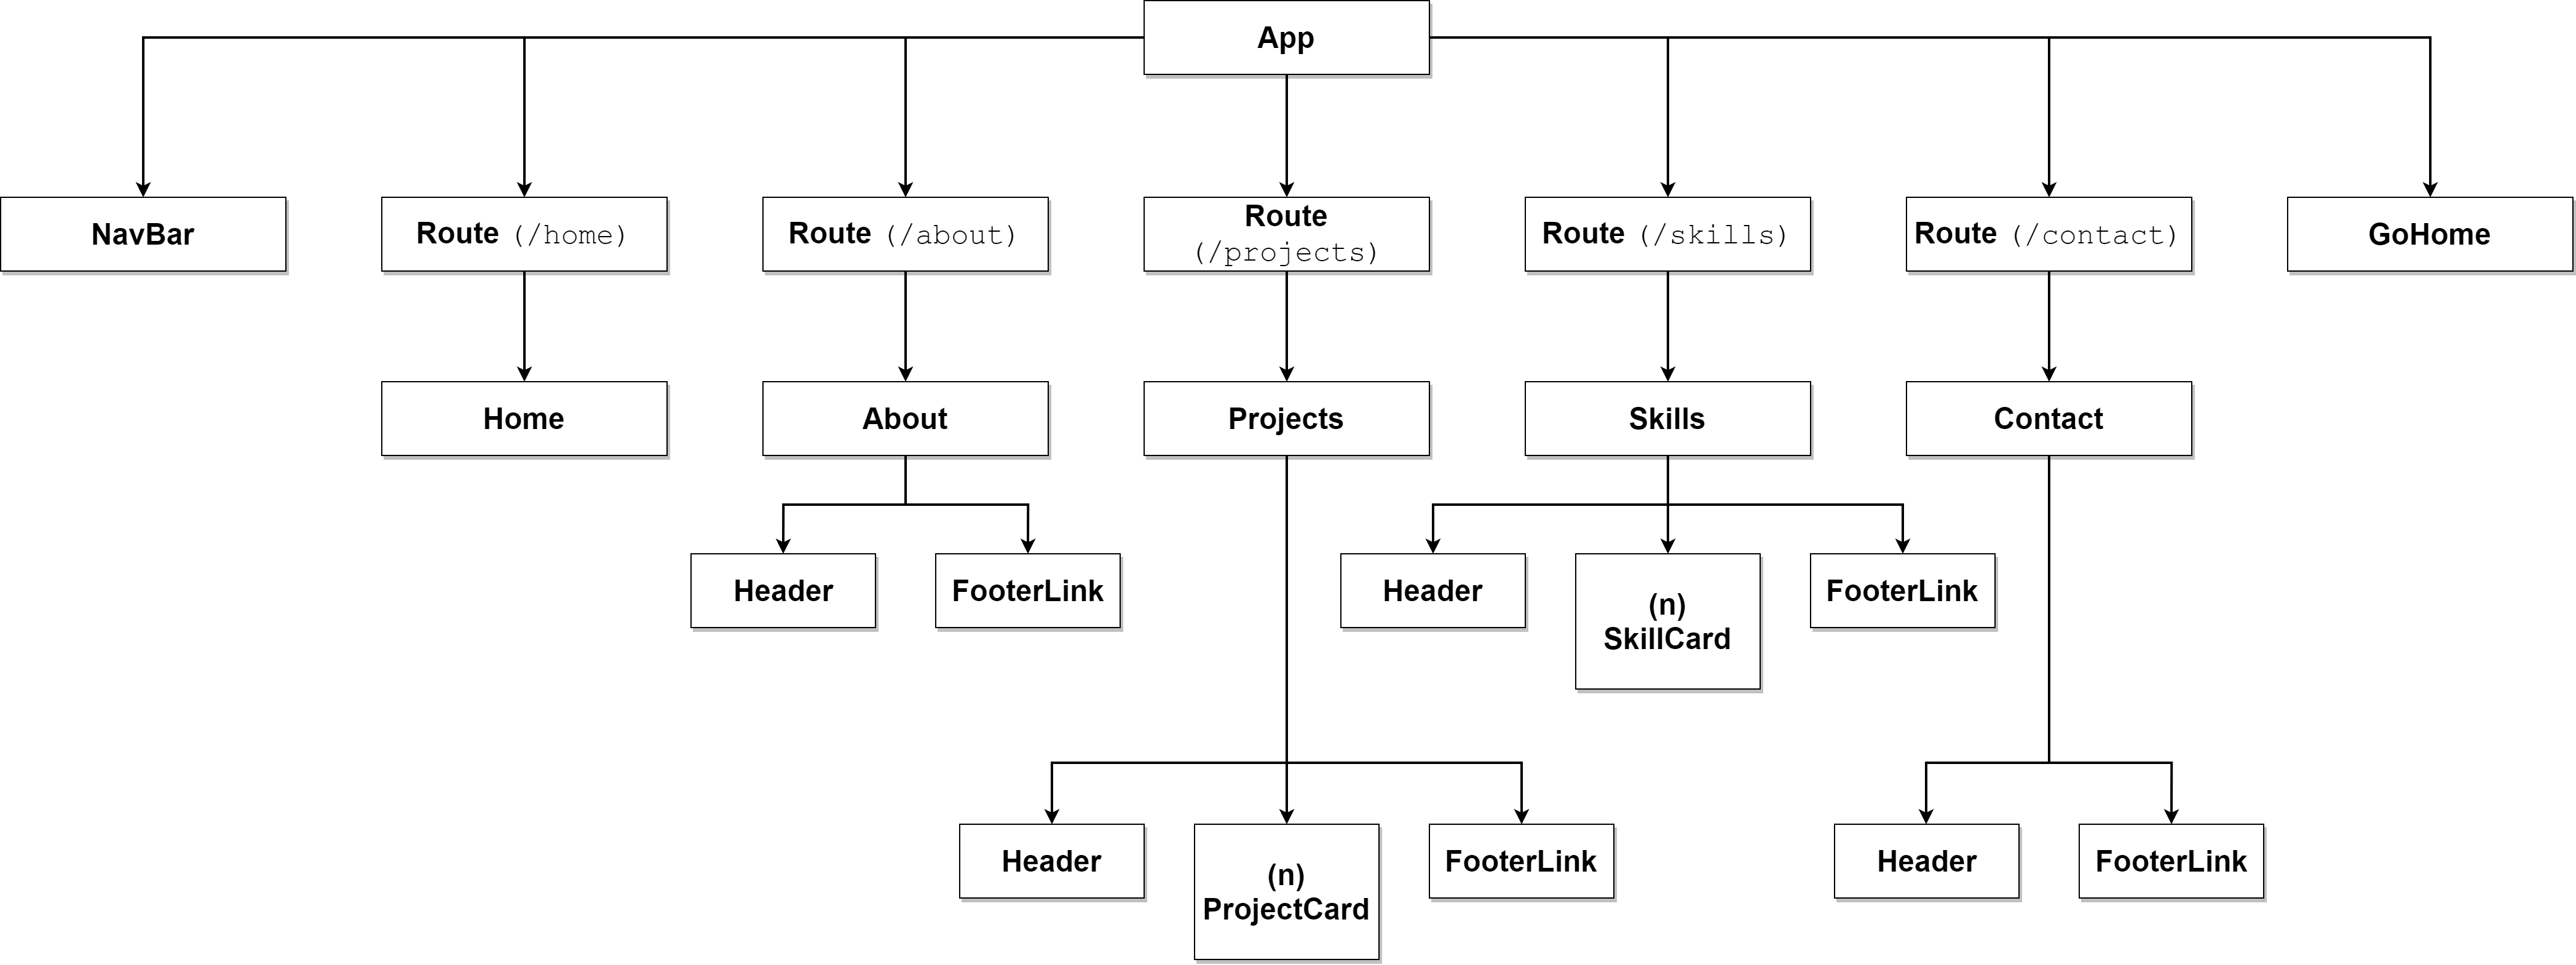 App
NavBar
Route (/home)
Route (/about)
Route
(/projects)
Route (/skills)
Route (/contact)
GoHome
Home
About
Projects
Skills
Contact
Header
FooterLink
Header
(n)
SkillCard
FooterLink
Header
(n)
ProjectCard
FooterLink
Header
FooterLink